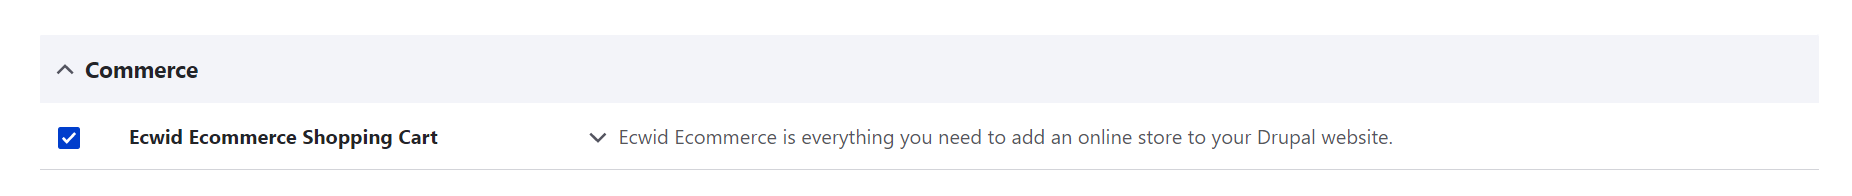 Commerce
Ecwid Ecommerce Shopping Cart
Ecwid Ecommerce is everything you need to add an online store to your Drupal website.